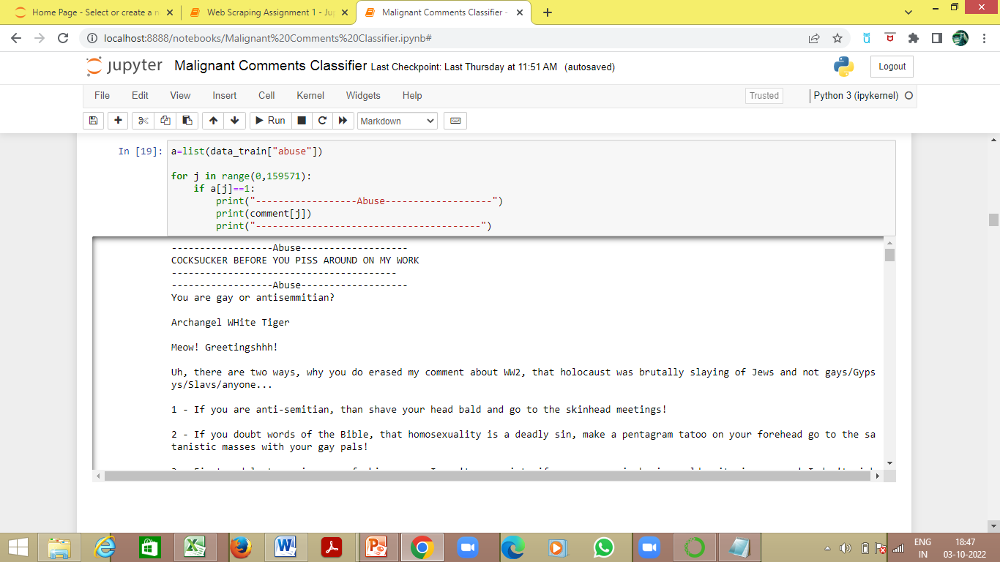 Home Page - Select or create a n
Web Scraping Assignment 1 - Ju
Malignant Comments Classifier -
localhost:8888/notebooks/Malignant%20Comments%20Classifier.ipynb#
jupyter Malignant Comments Classifier Last Checkpoint: Last Thursday at 11:51 AM (autosaved)
Logout
File Edit View Insert Cell Kernel Widgets Help
Trusted
Python 3 (ipykernel)
Run
Markdown
In [19]:
a=list(data_train["abuse"])
for j in range(0,159571):
if a[j]==1:
print("------------------Abuse-------------------")
print(comment[j])
print("----------------------------------------")
------------------Abuse-------------------
COCKSUCKER BEFORE YOU PISS AROUND ON MY WORK
----------------------------------------
------------------Abuse-------------------
You are gay or antisemmitian?
Archangel WHite Tiger
Meow! Greetingshhh!
Uh, there are two ways, why you do erased my comment about WW2, that holocaust was brutally slaying of Jews and not gays/Gyps
ys/Slavs/anyone...
1 - If you are anti-semitian, than shave your head bald and go to the skinhead meetings!
2 - If you doubt words of the Bible, that homosexuality is a deadly sin, make a pentagram tatoo on your forehead go to the sa
tanistic masses with your gay pals!
ENG
IN
18:47
03-10-2022